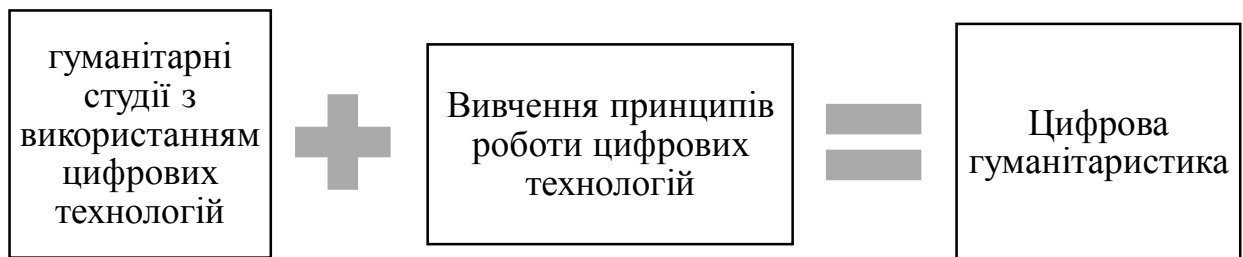 гуманітарні
студії з
використанням
цифрових
технологій
Вивчення принципів
роботи цифрових
технологій
Цифрова
гуманітаристика